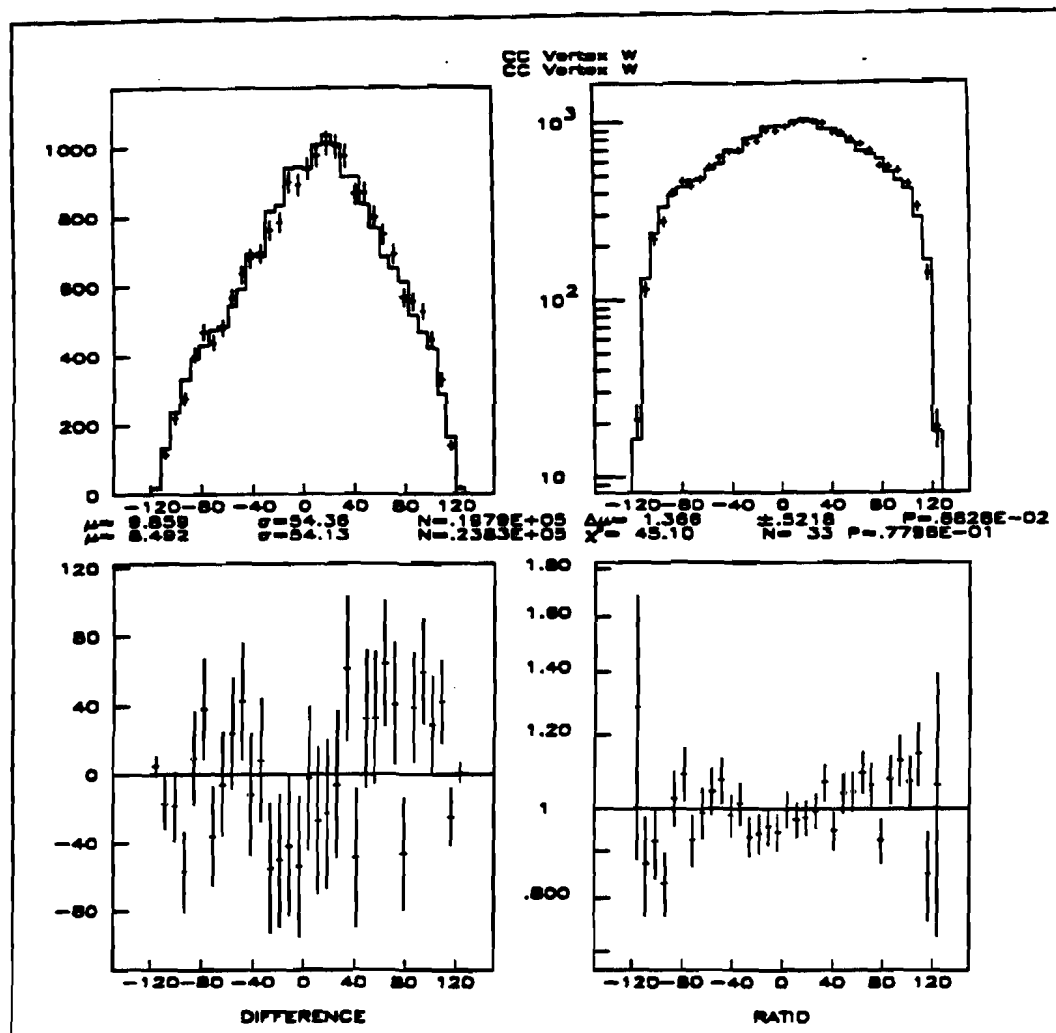 CC Vertex W
CC Vertex W
1000
800
600
400
200
0
-120 -80 -40 0 40 80 120
10³
10²
10
-120 -80 -40 0 40 80 120
μ= 9.859 σ=54.36 N=.1979E+05 Δμ= 1.366 ±.5218 P=.8828E-02
μ= 8.492 σ=54.13 N=.2383E+05 χ²= 45.10 N= 33 P=.7798E-01
120
80
40
0
-40
-80
-120 -80 -40 0 40 80 120
DIFFERENCE
1.80
1.60
1.40
1.20
1
.800
-120 -80 -40 0 40 80 120
RATIO